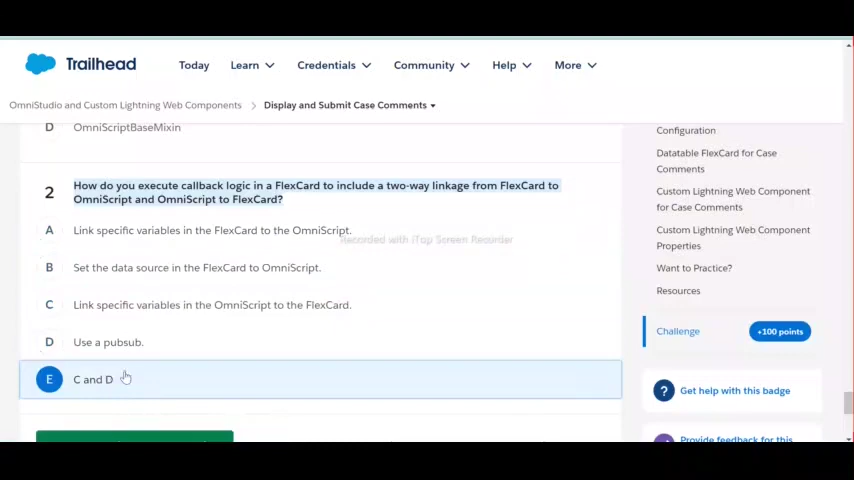 Trailhead
Today
Learn
Credentials
Community
Help
More
OmniStudio and Custom Lightning Web Components > Display and Submit Case Comments
D OmniScriptBaseMixin
2 How do you execute callback logic in a FlexCard to include a two-way linkage from FlexCard to
OmniScript and OmniScript to FlexCard?
A Link specific variables in the FlexCard to the OmniScript.
Recorded with iTop Screen Recorder
B Set the data source in the FlexCard to OmniScript.
C Link specific variables in the OmniScript to the FlexCard.
D Use a pubsub.
E C and D
Configuration
Datatable FlexCard for Case
Comments
Custom Lightning Web Component
for Case Comments
Custom Lightning Web Component
Properties
Want to Practice?
Resources
Challenge +100 points
? Get help with this badge
Provide feedback for this